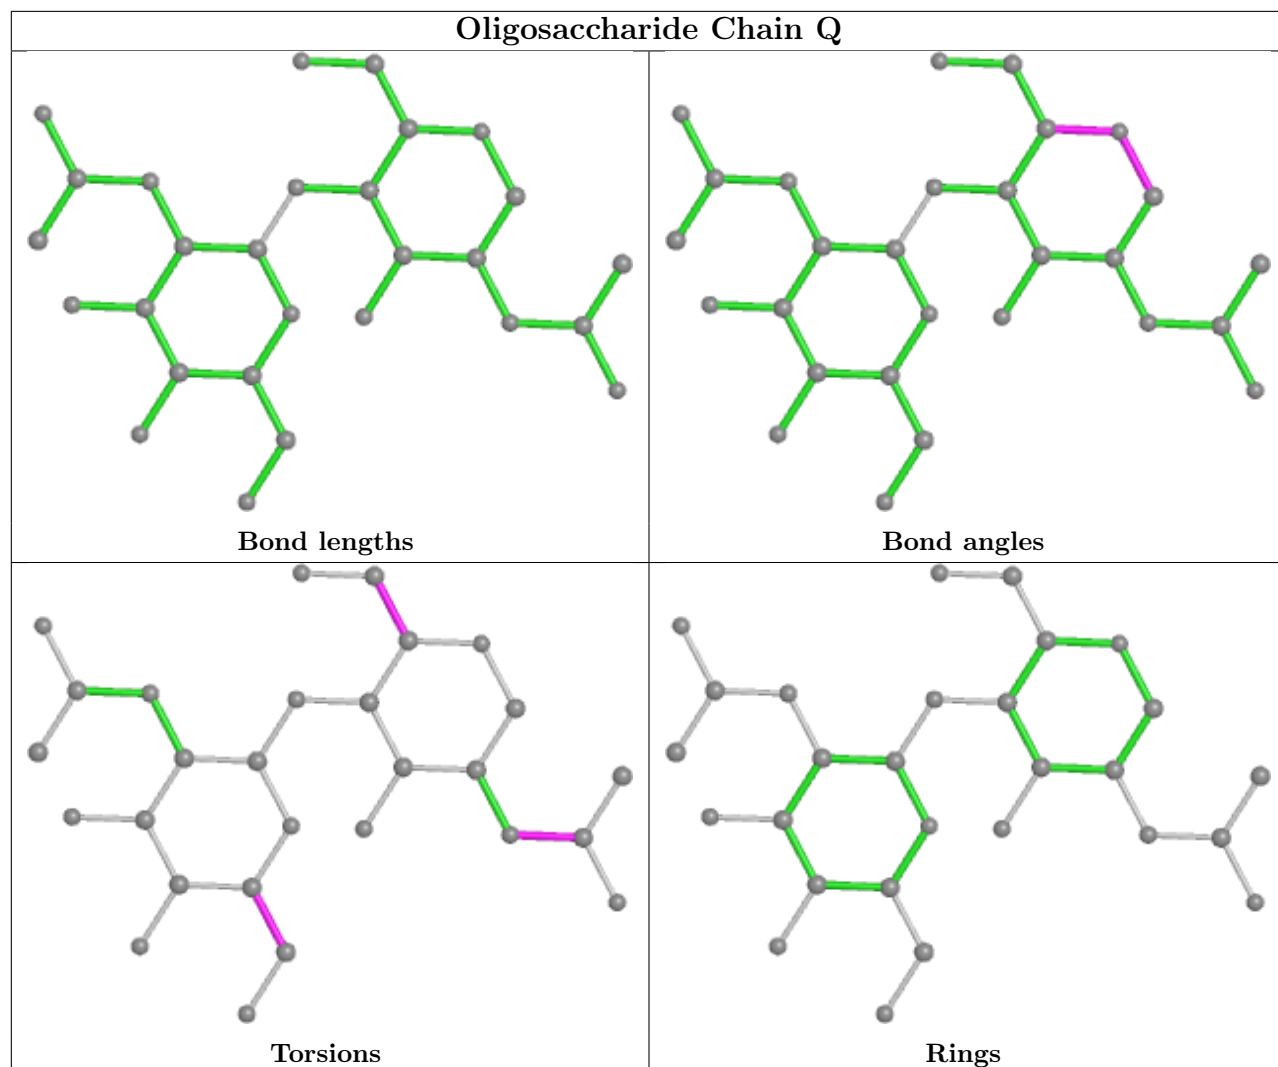 Oligosaccharide Chain Q
Bond lengths
Bond angles
Torsions
Rings